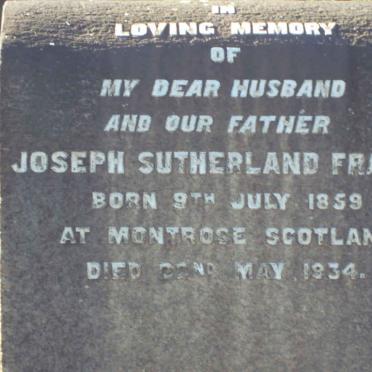 IN
LOVING MEMORY
OF
MY DEAR HUSBAND
AND OUR FATHER
JOSEPH SUTHERLAND
BORN 9TH JULY 1859
AT MONTROSE SCOTLAN
DIED 22ND MAY 1934.